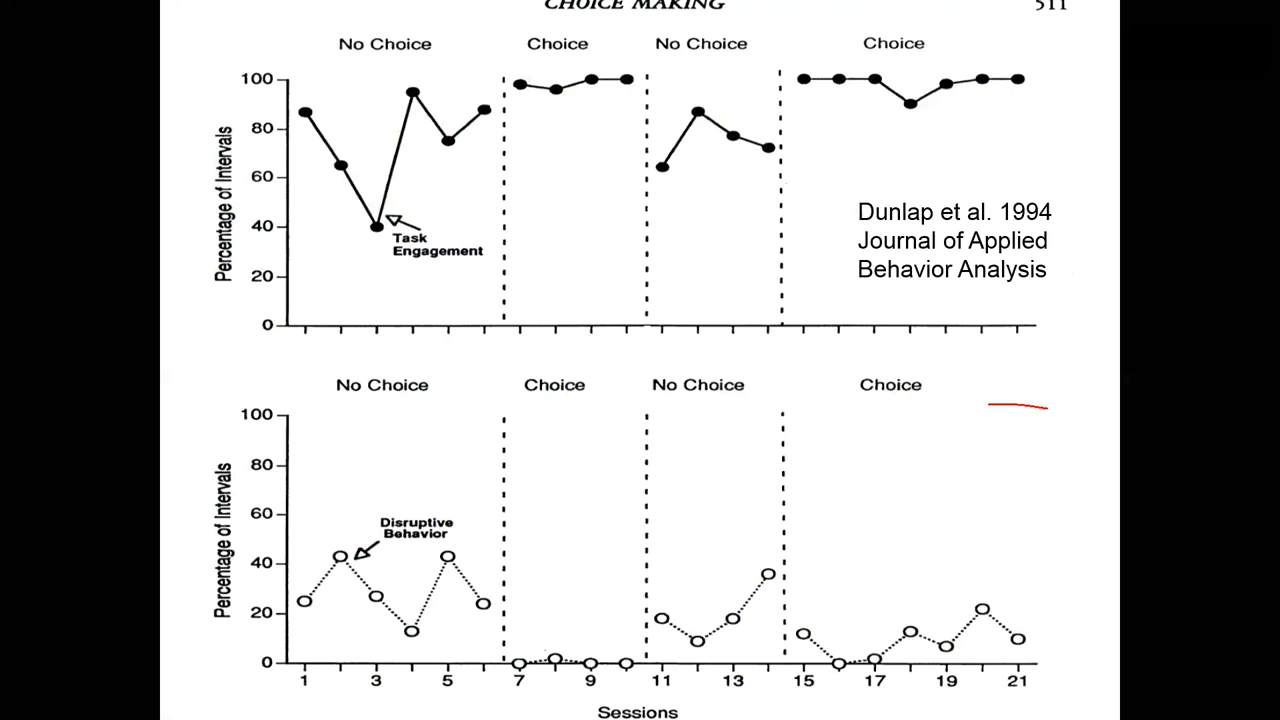 CHOICE MAKING 511
No Choice Choice No Choice Choice
100
80
60
40
20
0
Percentage of Intervals
Task
Engagement
Dunlap et al. 1994
Journal of Applied
Behavior Analysis
No Choice Choice No Choice Choice
100
80
60
40
20
0
Percentage of Intervals
Disruptive
Behavior
1 3 5 7 9 11 13 15 17 19 21
Sessions